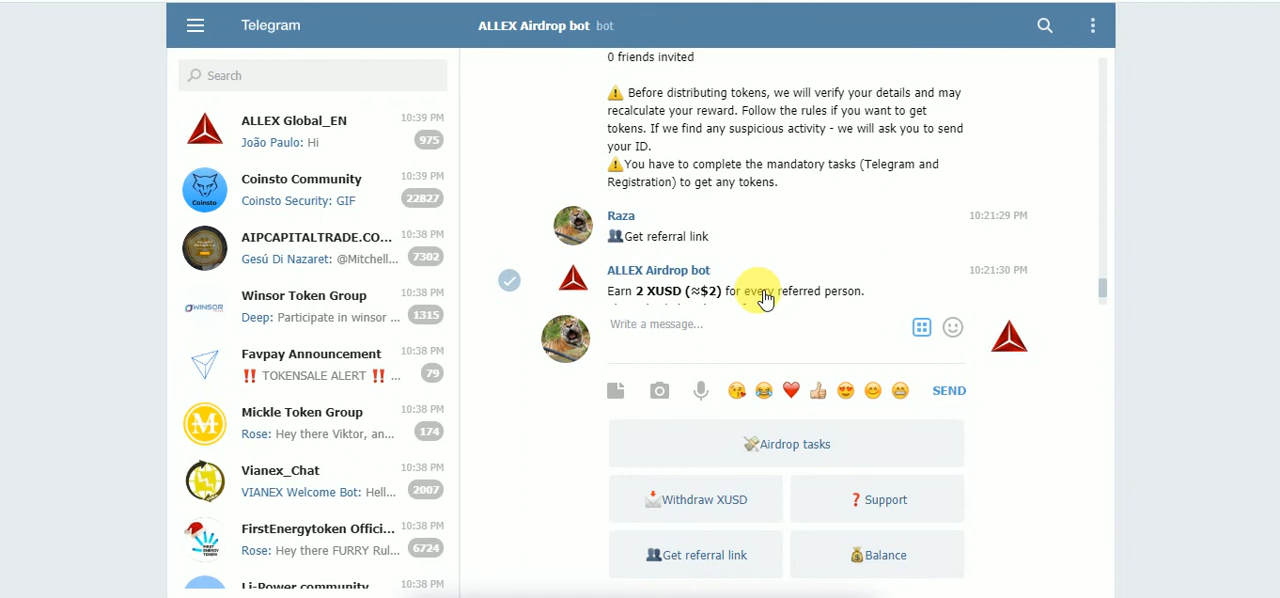 Telegram
ALLEX Airdrop bot bot
Search
ALLEX Global_EN 10:39 PM
João Paulo: Hi 975
Coinsto Community 10:39 PM
Coinsto Security: GIF 22827
AIPCAPITALTRADE.CO... 10:38 PM
Gesú Di Nazaret: @Mitchell... 7302
Winsor Token Group 10:38 PM
Deep: Participate in winsor ... 1315
Favpay Announcement 10:38 PM
‼️ TOKENSALE ALERT ‼️ ... 79
Mickle Token Group 10:38 PM
Rose: Hey there Viktor, an... 174
Vianex_Chat 10:38 PM
VIANEX Welcome Bot: Hell... 2007
FirstEnergytoken Offici... 10:38 PM
Rose: Hey there FURRY Rul... 6724
Li-Power community 10:38 PM
0 friends invited
⚠️ Before distributing tokens, we will verify your details and may
recalculate your reward. Follow the rules if you want to get
tokens. If we find any suspicious activity - we will ask you to send
your ID.
⚠️You have to complete the mandatory tasks (Telegram and
Registration) to get any tokens.
Raza 10:21:29 PM
👥Get referral link
ALLEX Airdrop bot 10:21:30 PM
Earn 2 XUSD (≈$2) for every referred person.
Write a message...
SEND
💸Airdrop tasks
📩Withdraw XUSD
❓Support
👥Get referral link
💰Balance